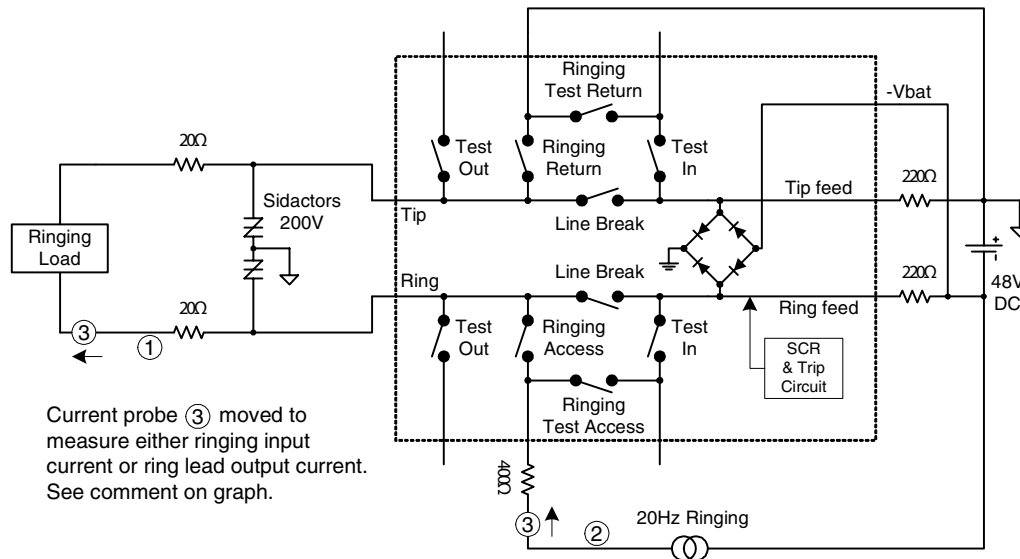 Ringing
Test Return
-Vbat
20Ω
Test
Out
Ringing
Return
Test
In
220Ω
Sidactors
200V
Tip feed
Tip
Line Break
Ringing
Load
+
-
48V
DC
Line Break
Ring
220Ω
20Ω
Ring feed
3
1
Test
Out
Ringing
Access
Test
In
SCR
& Trip
Circuit
Ringing
Test Access
Current probe 3 moved to
measure either ringing input
current or ring lead output current.
See comment on graph.
400Ω
3
2
20Hz Ringing